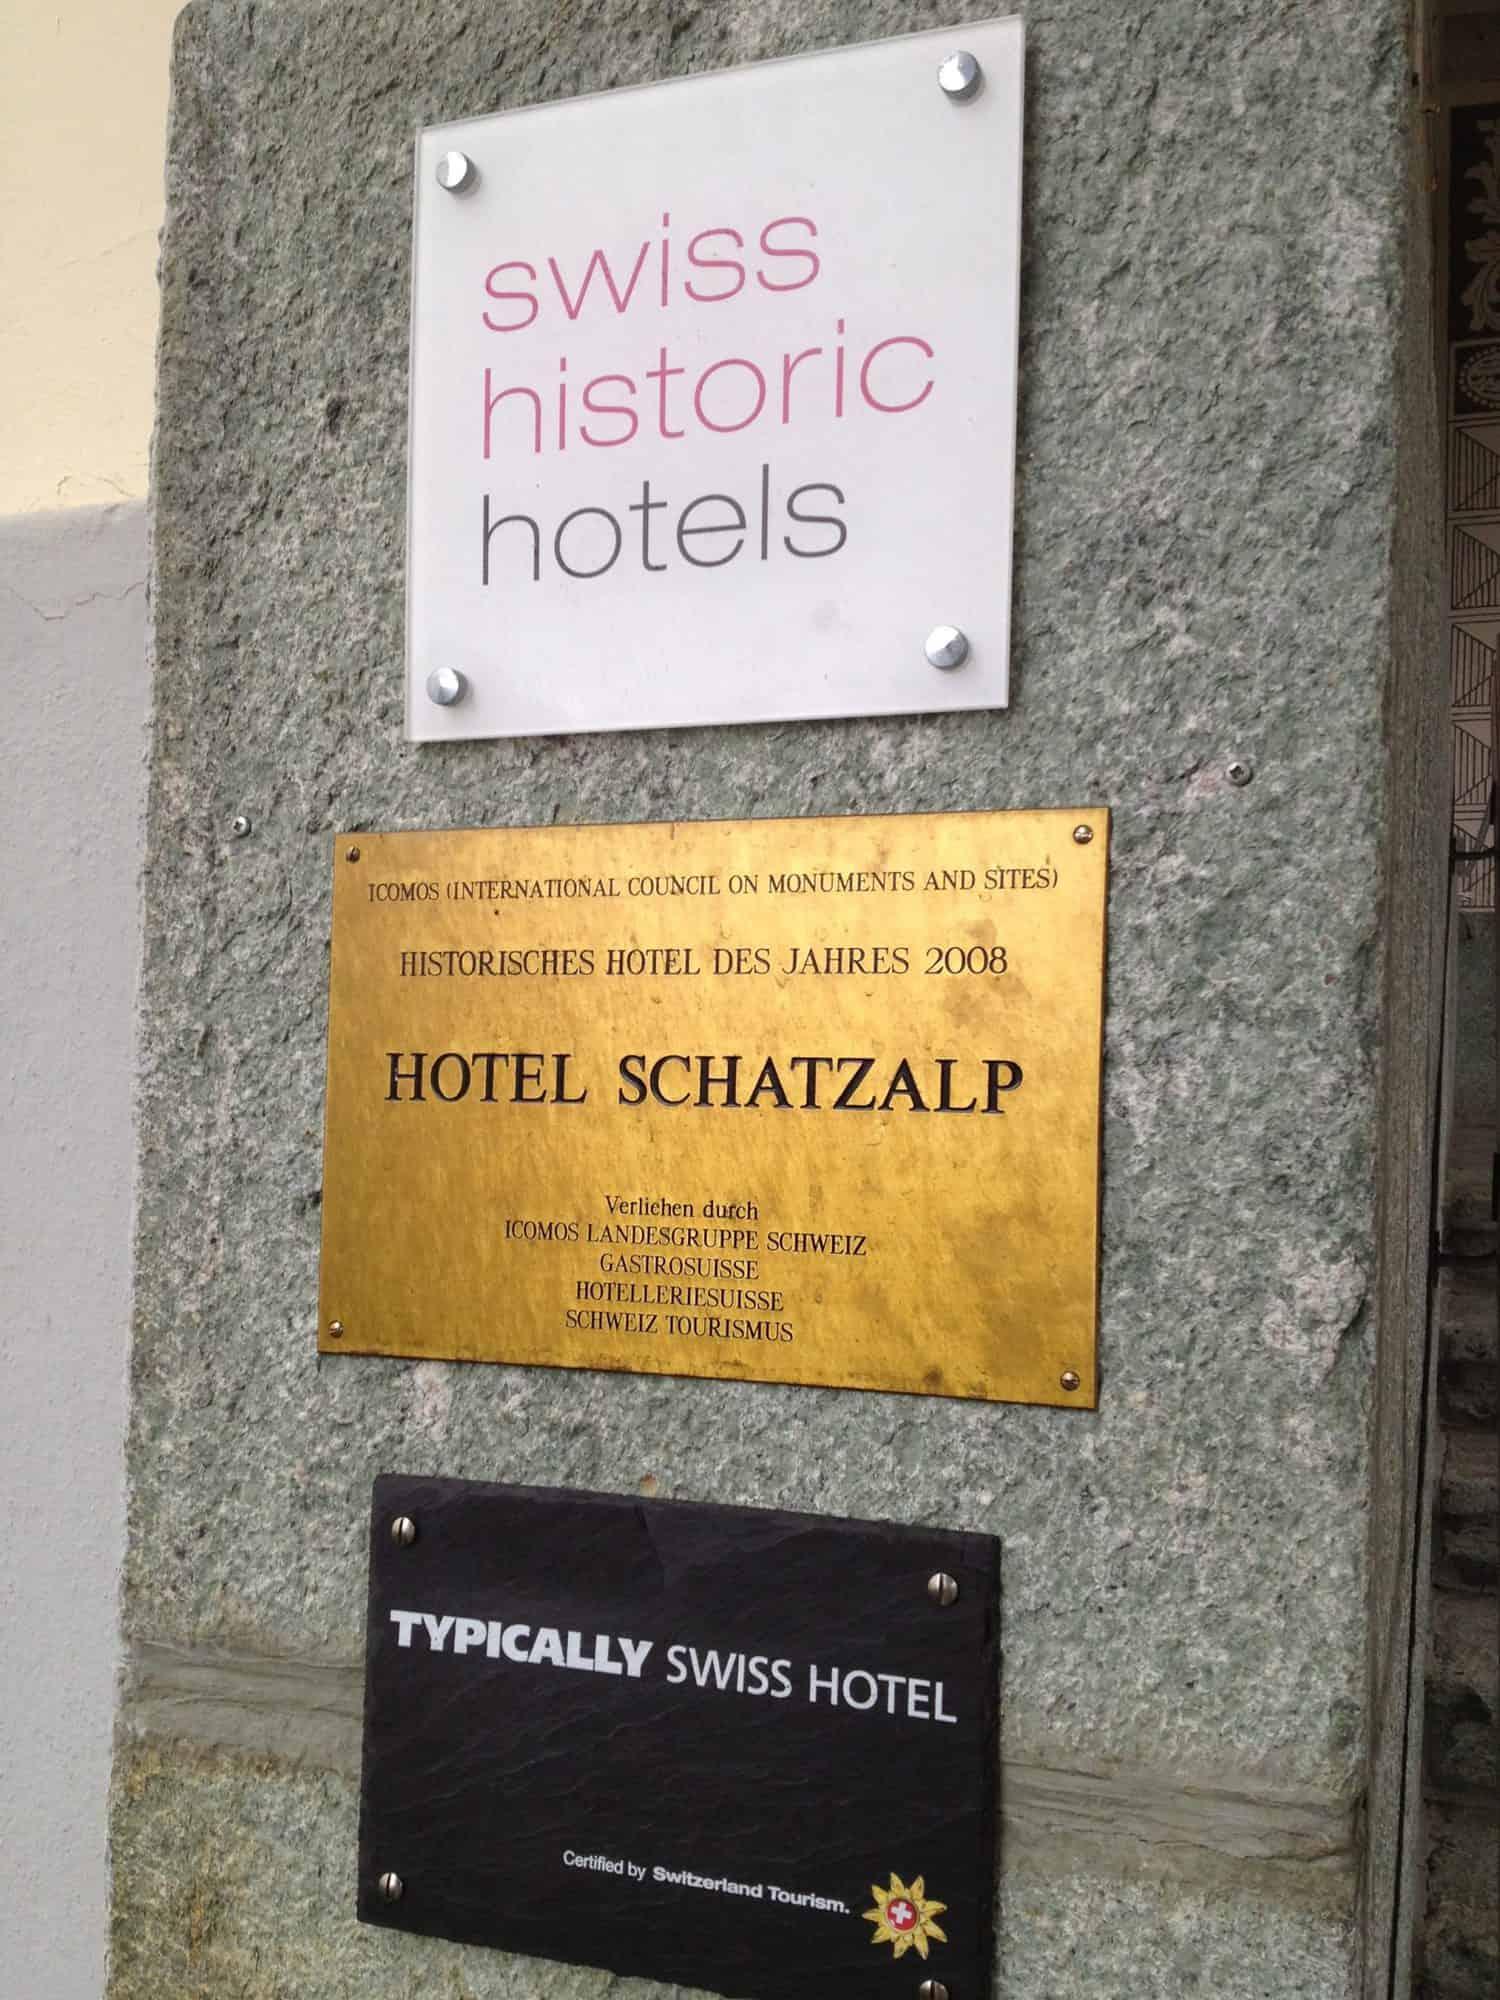 swiss
historic
hotels
ICOMOS (INTERNATIONAL COUNCIL ON MONUMENTS AND SITES)
HISTORISCHES HOTEL DES JAHRES 2008
HOTEL SCHATZALP
Verliehen durch
ICOMOS LANDESGRUPPE SCHWEIZ
GASTROSUISSE
HOTELLERIESUISSE
SCHWEIZ TOURISMUS
TYPICALLY SWISS HOTEL
Certified by Switzerland Tourism.